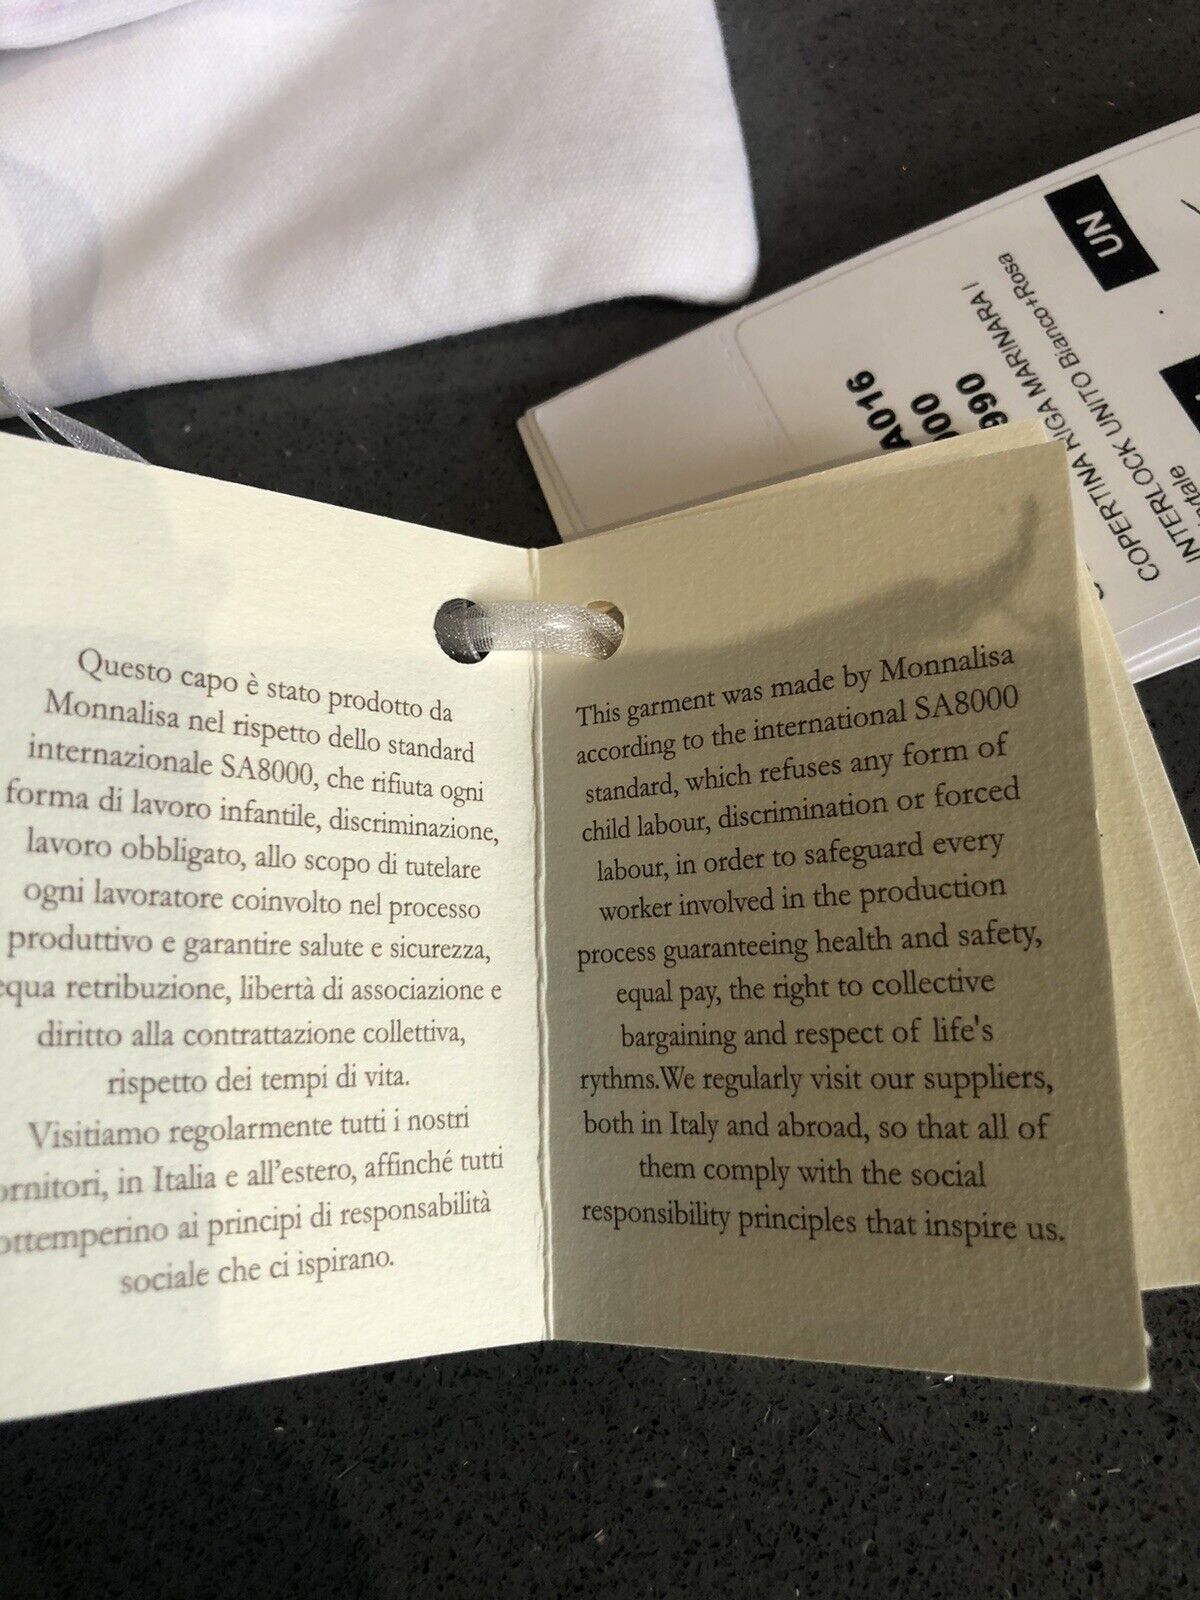 Questo capo è stato prodotto da
Monnalisa nel rispetto dello standard
internazionale SA8000, che rifiuta ogni
forma di lavoro infantile, discriminazione,
lavoro obbligato, allo scopo di tutelare
ogni lavoratore coinvolto nel processo
produttivo e garantire salute e sicurezza,
equa retribuzione, libertà di associazione e
diritto alla contrattazione collettiva,
rispetto dei tempi di vita.
Visitiamo regolarmente tutti i nostri
ornitori, in Italia e all'estero, affinché tutti
ottemperino ai principi di responsabilità
sociale che ci ispirano.
This garment was made by Monnalisa
according to the international SA8000
standard, which refuses any form of
child labour, discrimination or forced
labour, in order to safeguard every
worker involved in the production
process guaranteeing health and safety,
equal pay, the right to collective
bargaining and respect of life's
rythms.We regularly visit our suppliers,
both in Italy and abroad, so that all of
them comply with the social
responsibility principles that inspire us.
A016
000
990
COPERTINA RIGA MARINARA I
INTERLOCK UNITO Bianco+Rosa
UN